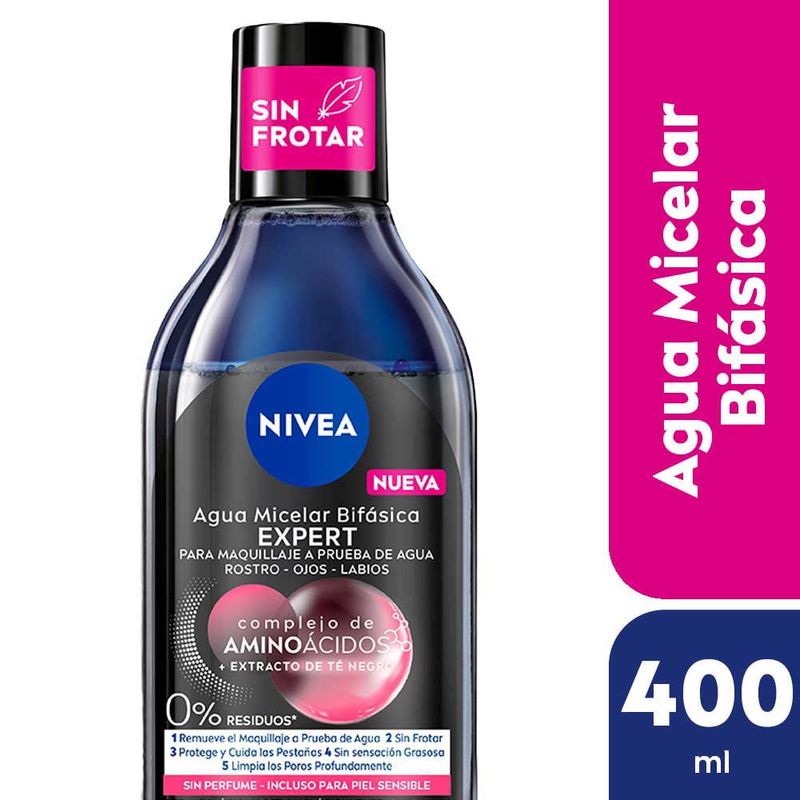 SIN
FROTAR
NIVEA
NUEVA
Agua Micelar Bifásica
EXPERT
PARA MAQUILLAJE A PRUEBA DE AGUA
ROSTRO - OJOS - LABIOS
complejo de
AMINOÁCIDOS
+ EXTRACTO DE TÉ NEGRO
0% RESIDUOS*
1 Remueve el Maquillaje a Prueba de Agua 2 Sin Frotar
3 Protege y Cuida las Pestañas 4 Sin sensación Grasosa
5 Limpia los Poros Profundamente
SIN PERFUME - INCLUSO PARA PIEL SENSIBLE
Agua Micelar
Bifásica
400
ml